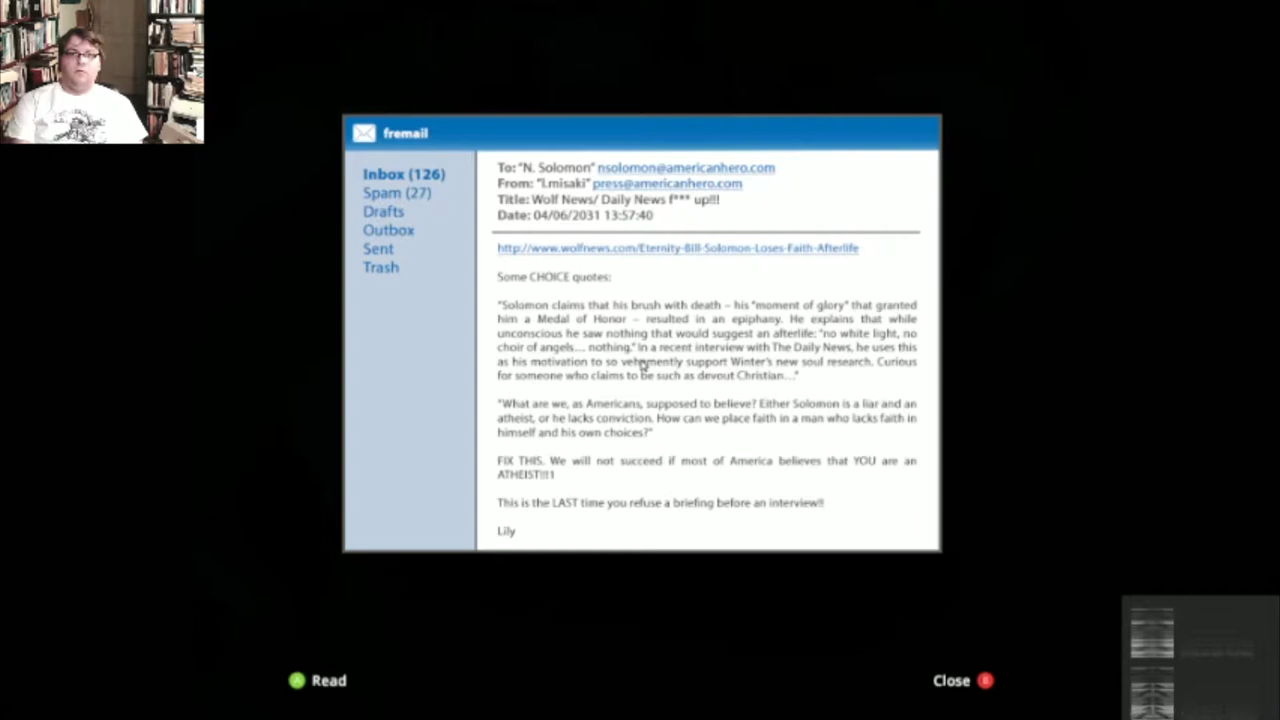 fremail
Inbox (126)
Spam (27)
Drafts
Outbox
Sent
Trash
To: "N. Solomon" nsolomon@americanhero.com
From: "l.misaki" press@americanhero.com
Title: Wolf News/ Daily News f*** up!!!
Date: 04/06/2031 13:57:40
http://www.wolfnews.com/Eternity-Bill-Solomon-Loses-Faith-Afterlife
Some CHOICE quotes:
"Solomon claims that his brush with death – his "moment of glory" that granted
him a Medal of Honor – resulted in an epiphany. He explains that while
unconscious he saw nothing that would suggest an afterlife: "no white light, no
choir of angels... nothing." In a recent interview with The Daily News, he uses this
as his motivation to so vehemently support Winter's new soul research. Curious
for someone who claims to be such as devout Christian..."
"What are we, as Americans, supposed to believe? Either Solomon is a liar and an
atheist, or he lacks conviction. How can we place faith in a man who lacks faith in
himself and his own choices?"
FIX THIS. We will not succeed if most of America believes that YOU are an
ATHEIST!!!1
This is the LAST time you refuse a briefing before an interview!!
Lily
A Read
Close B